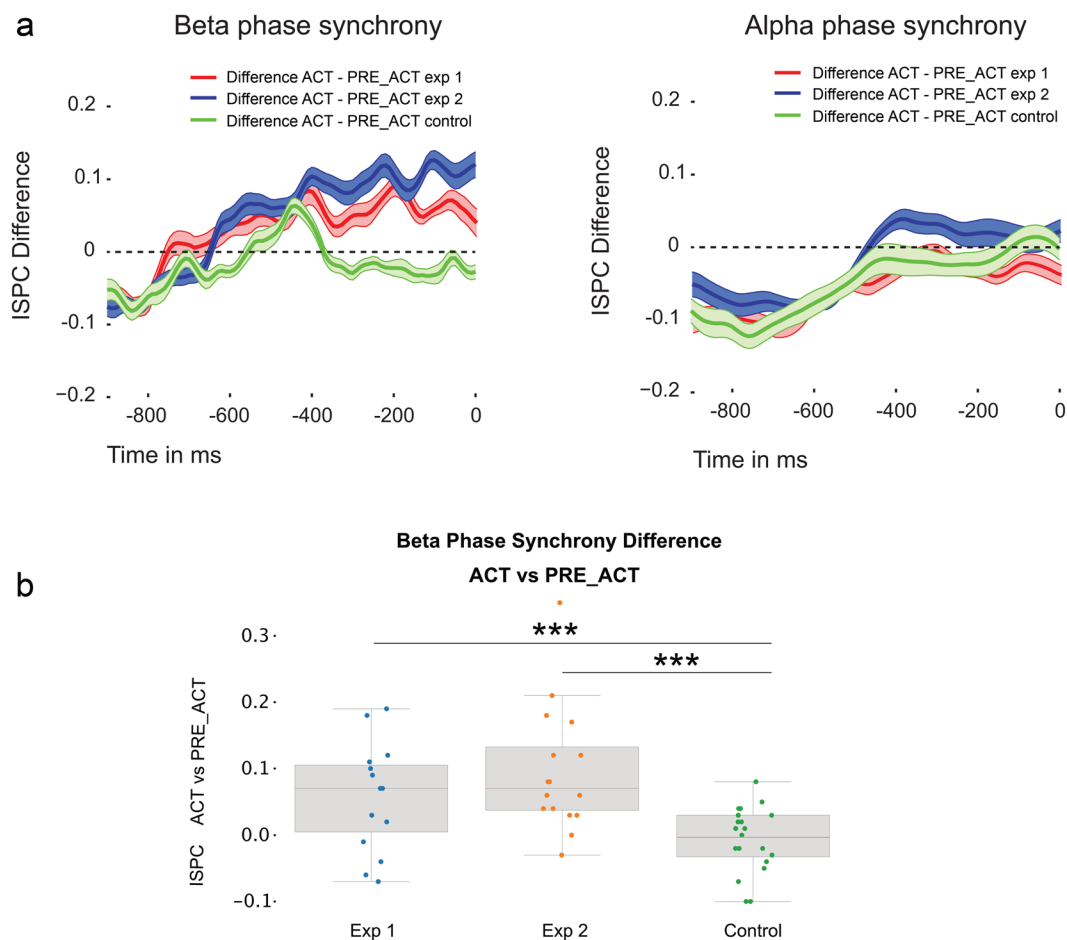 a
Beta phase synchrony
Difference ACT - PRE_ACT exp 1
Difference ACT - PRE_ACT exp 2
Difference ACT - PRE_ACT control
ISPC Difference
0.2
0.1
0
-0.1
−0.2
-800
-600
-400
-200
0
Time in ms
Alpha phase synchrony
Difference ACT - PRE_ACT exp 1
Difference ACT - PRE_ACT exp 2
Difference ACT - PRE_ACT control
ISPC Difference
0.2
0.1
0
-0.1
−0.2
-800
-600
-400
-200
0
Time in ms
b
Beta Phase Synchrony Difference
ACT vs PRE_ACT
***
***
ISPC ACT vs PRE_ACT
0.3
0.2
0.1
0.0
−0.1
Exp 1
Exp 2
Control